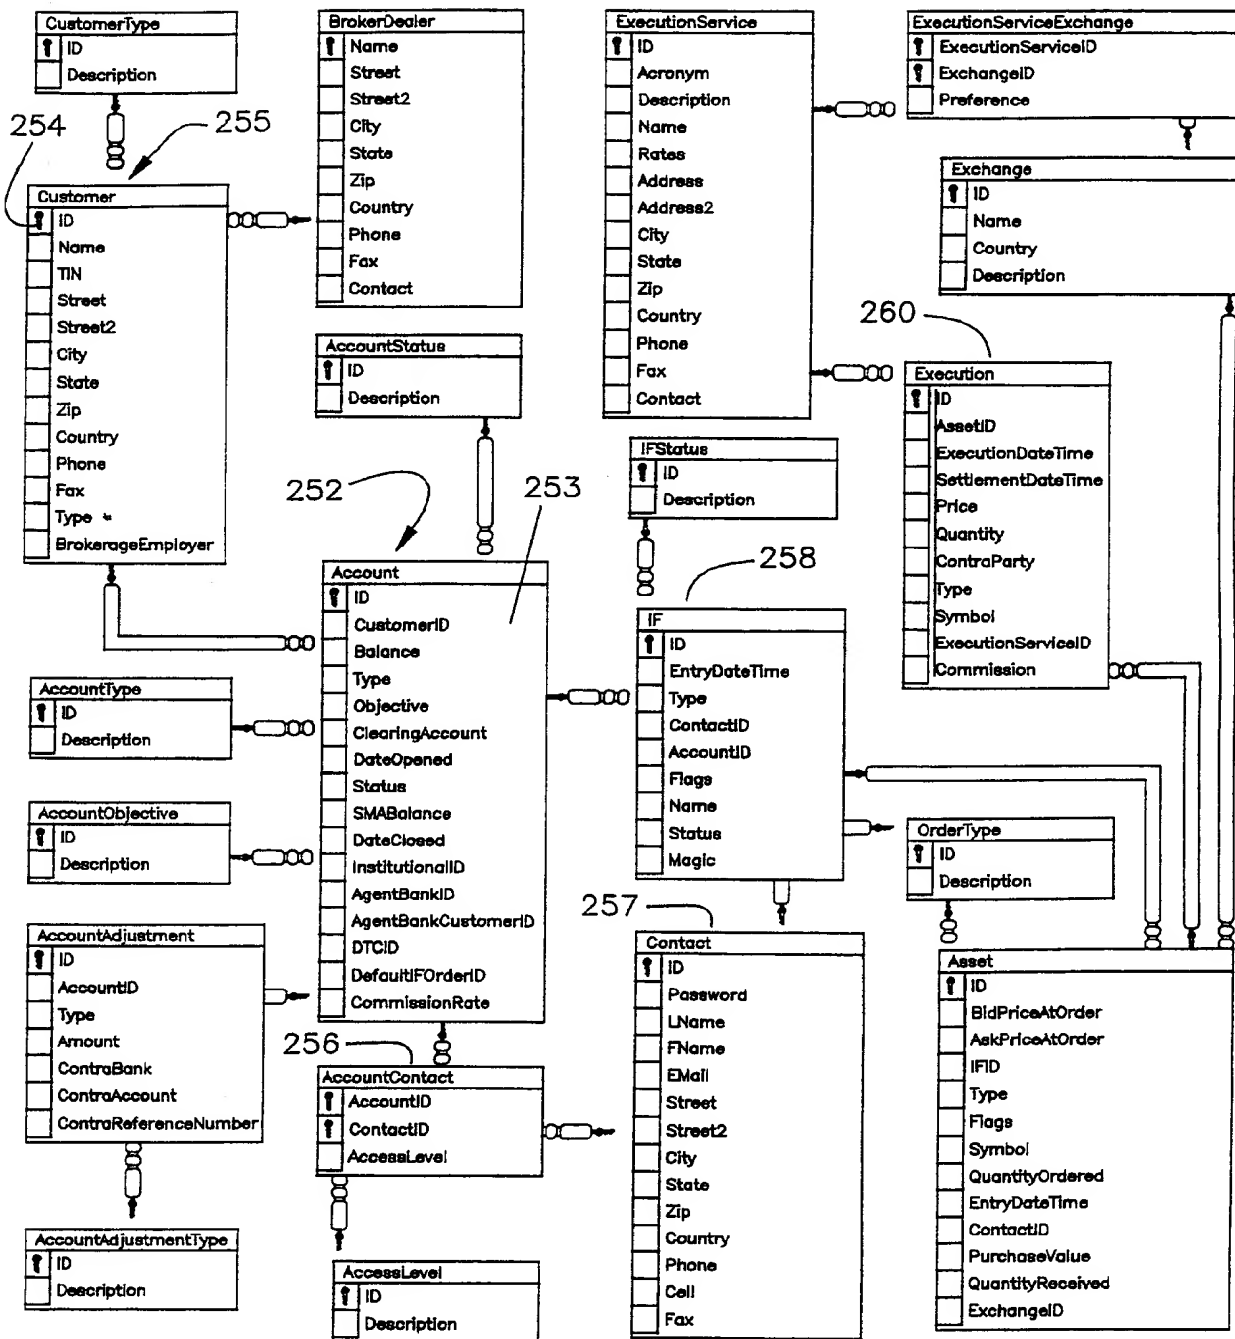 CustomerType
ID
Description
254
255
Customer
ID
Name
TIN
Street
Street2
City
State
Zip
Country
Phone
Fax
Type
BrokerageEmployer
BrokerDealer
Name
Street
Street2
City
State
Zip
Country
Phone
Fax
Contact
AccountStatus
ID
Description
ExecutionService
ID
Acronym
Description
Name
Rates
Address
Address2
City
State
Zip
Country
Phone
Fax
Contact
ExecutionServiceExchange
ExecutionServiceID
ExchangeID
Preference
Exchange
ID
Name
Country
Description
260
Execution
ID
AssetID
ExecutionDateTime
SettlementDateTime
Price
Quantity
ContraParty
Type
Symbol
ExecutionServiceID
Commission
IFStatus
ID
Description
252
253
Account
ID
CustomerID
Balance
Type
Objective
ClearingAccount
DateOpened
Status
SMABalance
DateClosed
InstitutionalID
AgentBankID
AgentBankCustomerID
DTCID
DefaultIFOrderID
CommissionRate
258
IF
ID
EntryDateTime
Type
ContactID
AccountID
Flags
Name
Status
Magic
AccountType
ID
Description
AccountObjective
ID
Description
OrderType
ID
Description
AccountAdjustment
ID
AccountID
Type
Amount
ContraBank
ContraAccount
ContraReferenceNumber
AccountAdjustmentType
ID
Description
256
AccountContact
AccountID
ContactID
AccessLevel
AccessLevel
ID
Description
257
Contact
ID
Password
LName
FName
EMail
Street
Street2
City
State
Zip
Country
Phone
Cell
Fax
Asset
ID
BidPriceAtOrder
AskPriceAtOrder
IFID
Type
Flags
Symbol
QuantityOrdered
EntryDateTime
ContactID
PurchaseValue
QuantityReceived
ExchangeID